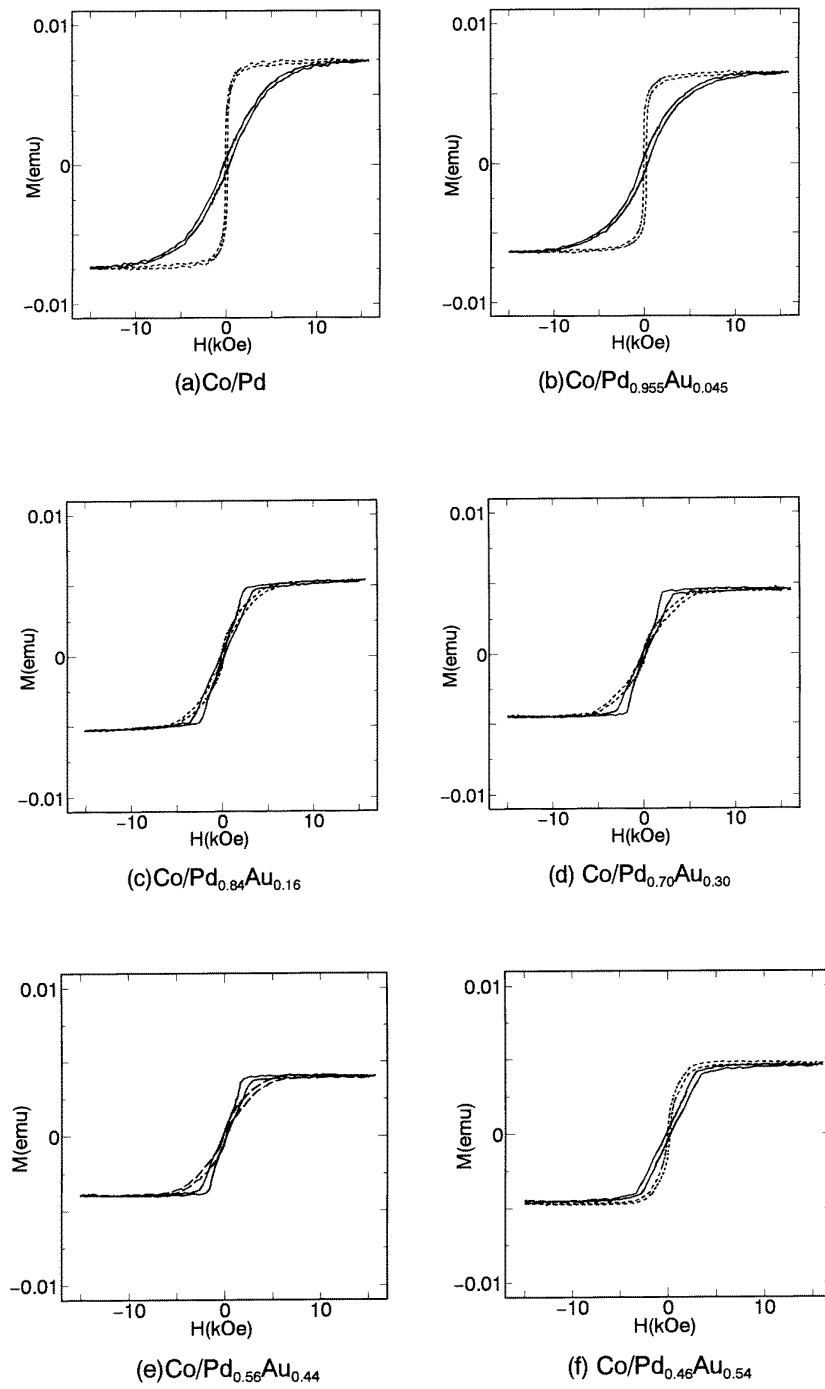 0.01
0.01
M(emu)
0
M(emu)
0
−0.01
−0.01
−10
0
10
−10
0
10
H(kOe)
H(kOe)
(a)Co/Pd
(b)Co/Pd0.955Au0.045
0.01
0.01
M(emu)
0
M(emu)
0
−0.01
−0.01
−10
0
10
−10
0
10
H(kOe)
H(kOe)
(c)Co/Pd0.84Au0.16
(d) Co/Pd0.70Au0.30
0.01
0.01
M(emu)
0
M(emu)
0
−0.01
−0.01
−10
0
10
−10
0
10
H(kOe)
H(kOe)
(e)Co/Pd0.56Au0.44
(f) Co/Pd0.46Au0.54